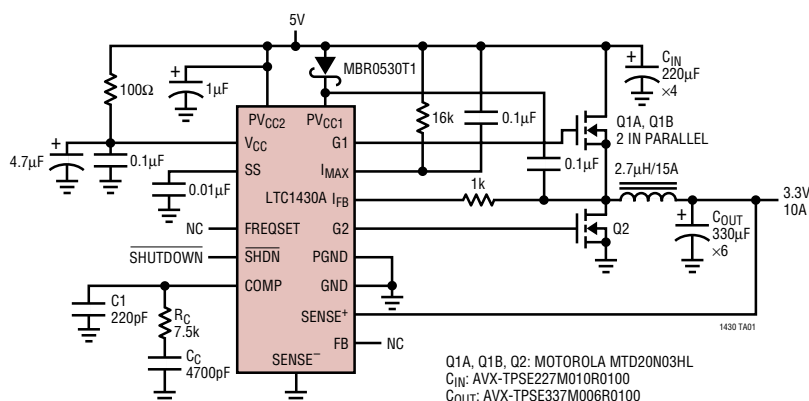 5V
MBR0530T1
CIN
220µF
×4
+
100Ω
+
1µF
PVCC2
PVCC1
16k
0.1µF
Q1A, Q1B
2 IN PARALLEL
VCC
G1
+
4.7µF
0.1µF
SS
IMAX
0.1µF
2.7µH/15A
0.01µF
LTC1430A
IFB
1k
3.3V
10A
NC
FREQSET
G2
Q2
+
COUT
330µF
×6
SHUTDOWN
SHDN
PGND
COMP
GND
C1
220pF
RC
7.5k
SENSE+
1430 TA01
FB
NC
CC
4700pF
SENSE–
Q1A, Q1B, Q2: MOTOROLA MTD20N03HL
CIN: AVX-TPSE227M010R0100
COUT: AVX-TPSE337M006R0100